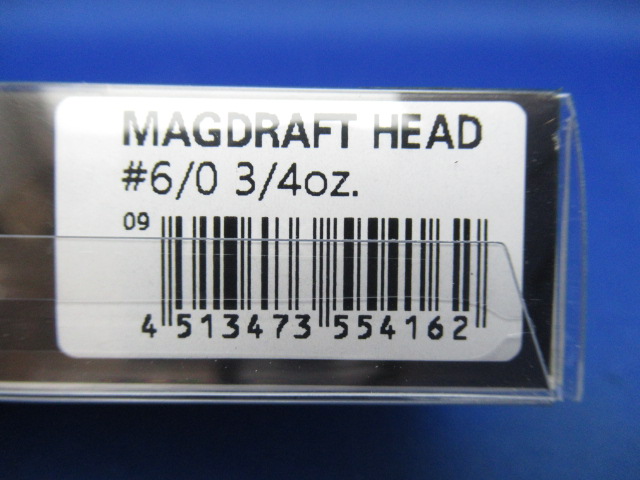 MAGDRAFT HEAD
#6/0 3/4oz.
09
4 513473 554162